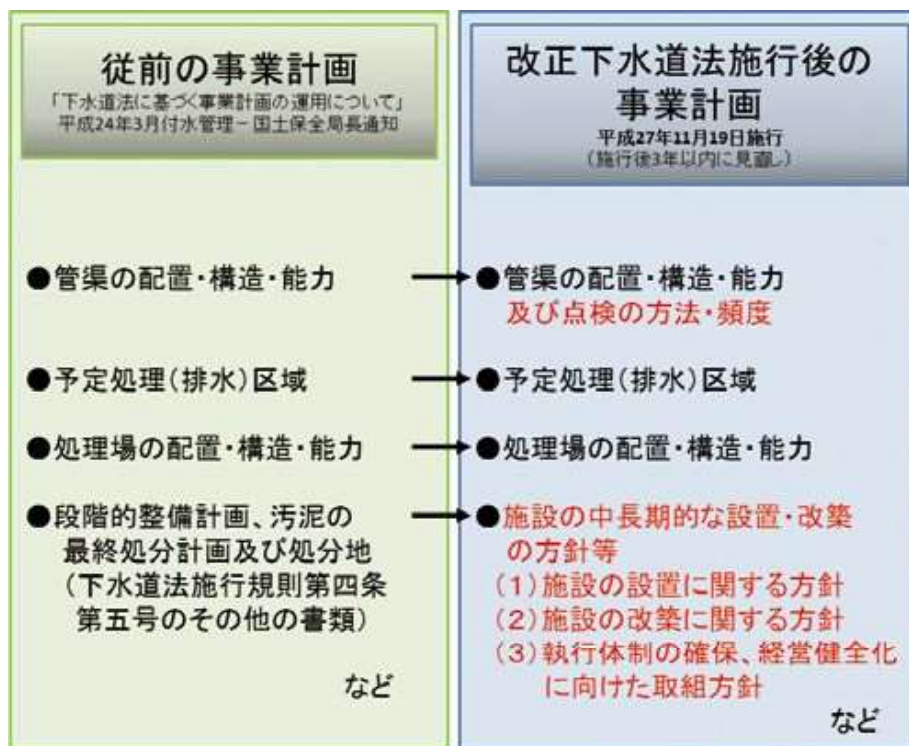 従前の事業計画
「下水道法に基づく事業計画の運用について」
平成24年3月付水管理－国土保全局長通知
●管渠の配置・構造・能力
●予定処理(排水)区域
●処理場の配置・構造・能力
●段階的整備計画、汚泥の
最終処分計画及び処分地
(下水道法施行規則第四条
第五号のその他の書類)
など
改正下水道法施行後の
事業計画
平成27年11月19日施行
(施行後3年以内に見直し)
●管渠の配置・構造・能力
及び点検の方法・頻度
●予定処理(排水)区域
●処理場の配置・構造・能力
●施設の中長期的な設置・改築
の方針等
(1)施設の設置に関する方針
(2)施設の改築に関する方針
(3)執行体制の確保、経営健全化
に向けた取組方針
など